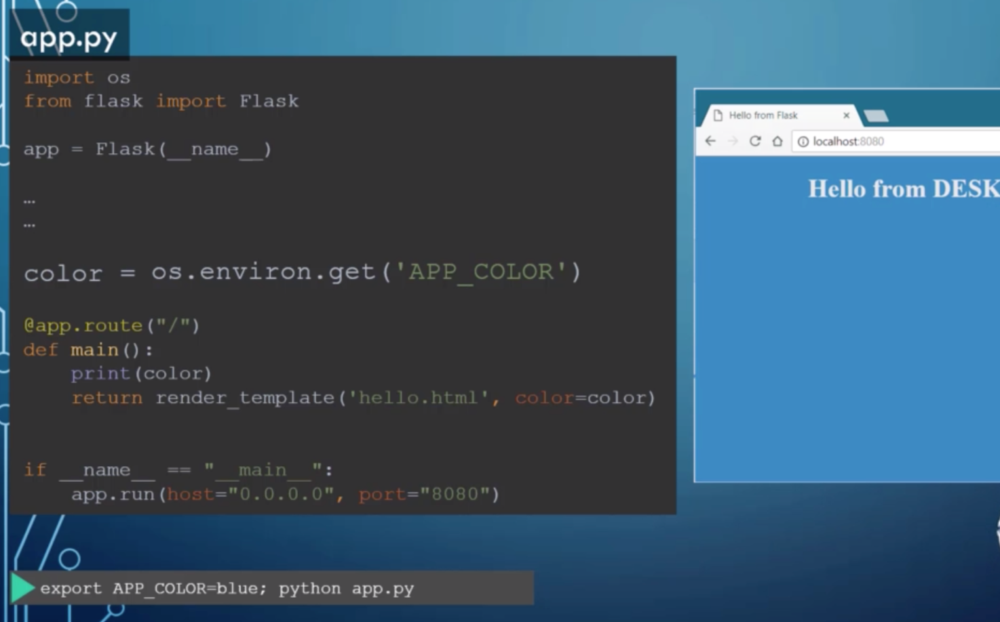 app.py
import os
from flask import Flask
app = Flask(__name__)
…
…
color = os.environ.get('APP_COLOR')
@app.route("/")
def main():
    print(color)
    return render_template('hello.html', color=color)
if __name__ == "__main__":
    app.run(host="0.0.0.0", port="8080")
export APP_COLOR=blue; python app.py
Hello from Flask
localhost:8080
Hello from DESK